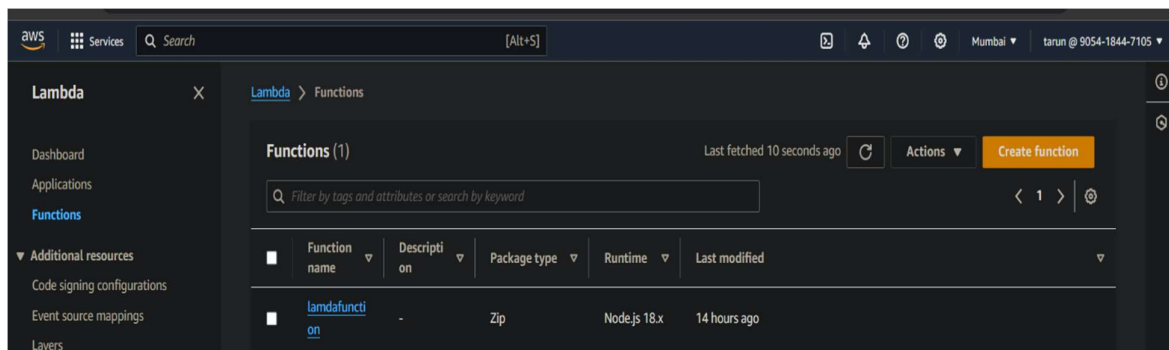 aws Services Search [Alt+S] Mumbai ▼ tarun @ 9054-1844-7105 ▼
Lambda
Lambda > Functions
Dashboard
Applications
Functions
▼ Additional resources
Code signing configurations
Event source mappings
Layers
Functions (1) Last fetched 10 seconds ago Actions ▼ Create function
Filter by tags and attributes or search by keyword
1
Function name Descripti on Package type Runtime Last modified
lamdafuncti on - Zip Node.js 18.x 14 hours ago